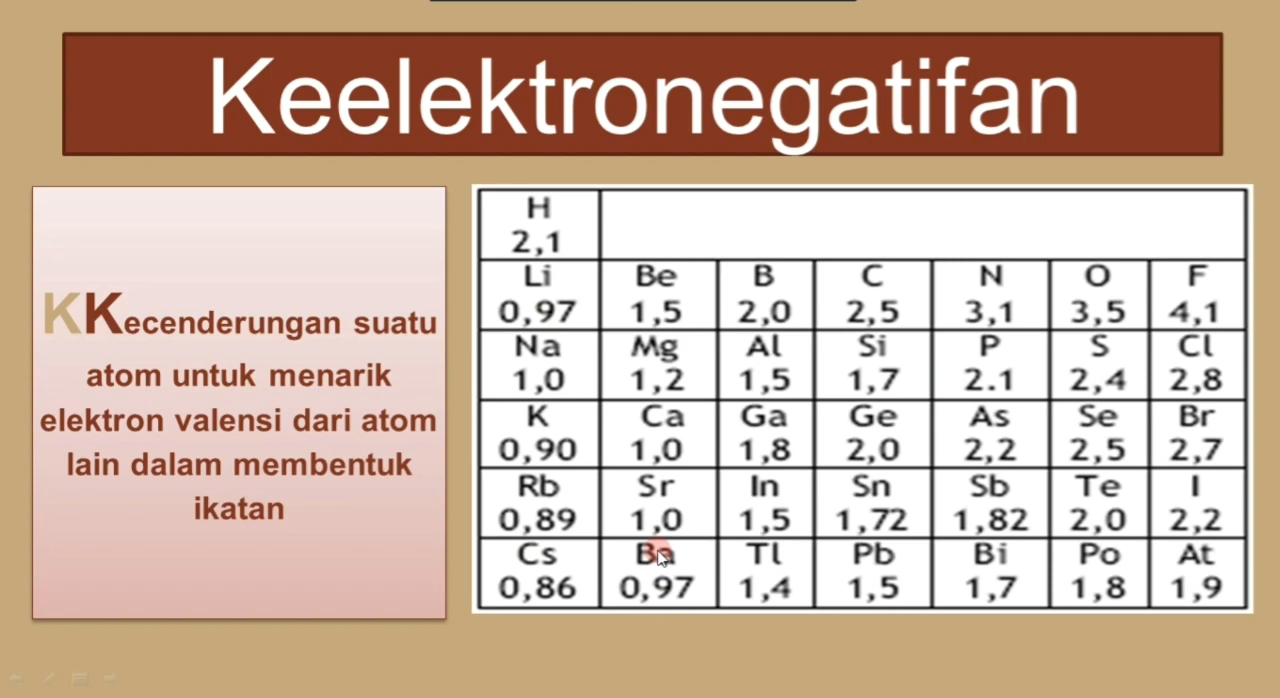 Keelektronegatifan
KKecenderungan suatu
atom untuk menarik
elektron valensi dari atom
lain dalam membentuk
ikatan
H
2,1
Li Be B C N O F
0,97 1,5 2,0 2,5 3,1 3,5 4,1
Na Mg Al Si P S Cl
1,0 1,2 1,5 1,7 2.1 2,4 2,8
K Ca Ga Ge As Se Br
0,90 1,0 1,8 2,0 2,2 2,5 2,7
Rb Sr In Sn Sb Te I
0,89 1,0 1,5 1,72 1,82 2,0 2,2
Cs Ba Tl Pb Bi Po At
0,86 0,97 1,4 1,5 1,7 1,8 1,9